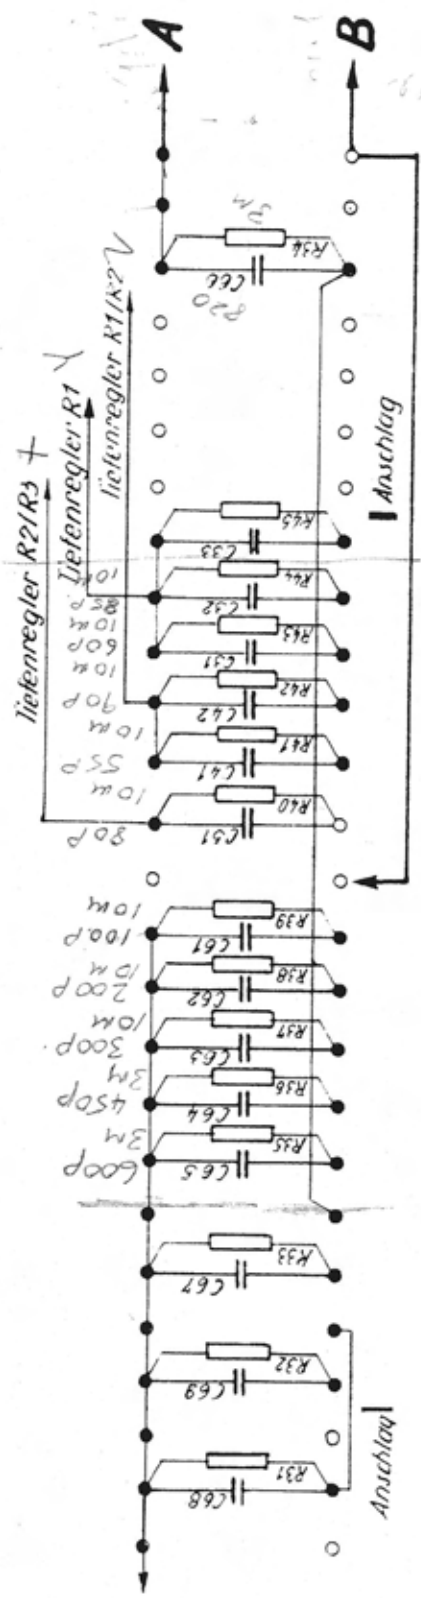 A
B
3M
R34
C66
820
Tiefenregler R1/R2 V
Tiefenregler R1 Y
Tiefenregler R2/R3 +
Anschlag
R45
C33
10M
R44
85P
C32
10M
R43
60P
C31
10M
R42
90P
C42
10M
R41
55P
C41
10M
R40
80P
C51
10M
R39
100P
C61
10M
R38
200P
C62
10M
R37
300P
C63
3M
R36
450P
C64
3M
R35
600P
C65
R33
C67
R32
C69
Anschlag
R31
C68